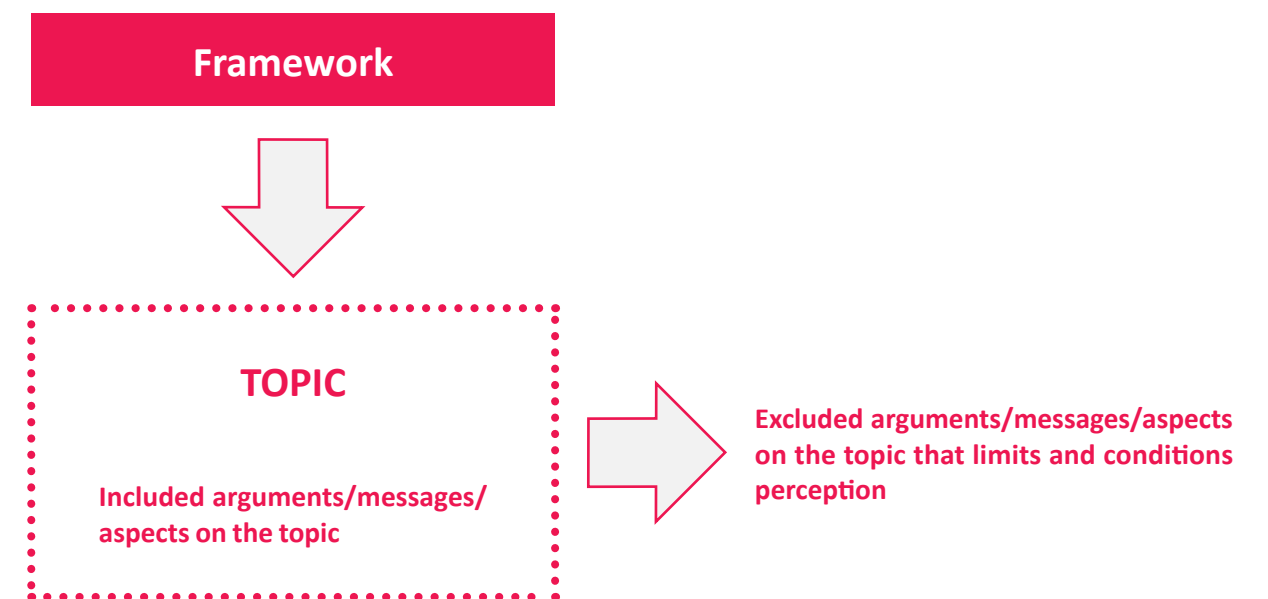 Framework
TOPIC
Included arguments/messages/
aspects on the topic
Excluded arguments/messages/aspects
on the topic that limits and conditions
perception